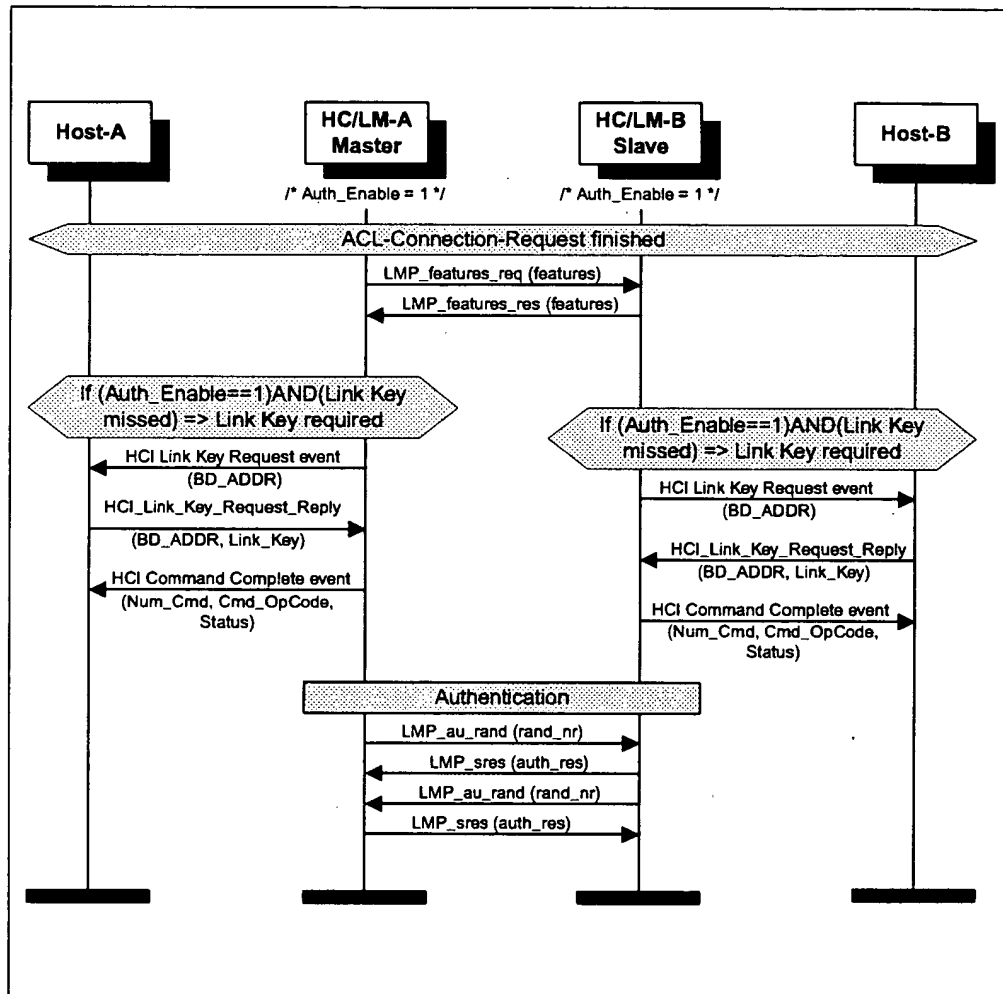 Host-A
HC/LM-A
Master
HC/LM-B
Slave
Host-B
/* Auth_Enable = 1 */
/* Auth_Enable = 1 */
ACL-Connection-Request finished
LMP_features_req (features)
LMP_features_res (features)
If (Auth_Enable==1)AND(Link Key
missed) => Link Key required
If (Auth_Enable==1)AND(Link Key
missed) => Link Key required
HCI Link Key Request event
(BD_ADDR)
HCI_Link_Key_Request_Reply
(BD_ADDR, Link_Key)
HCI Command Complete event
(Num_Cmd, Cmd_OpCode,
Status)
HCI Link Key Request event
(BD_ADDR)
HCI_Link_Key_Request_Reply
(BD_ADDR, Link_Key)
HCI Command Complete event
(Num_Cmd, Cmd_OpCode,
Status)
Authentication
LMP_au_rand (rand_nr)
LMP_sres (auth_res)
LMP_au_rand (rand_nr)
LMP_sres (auth_res)